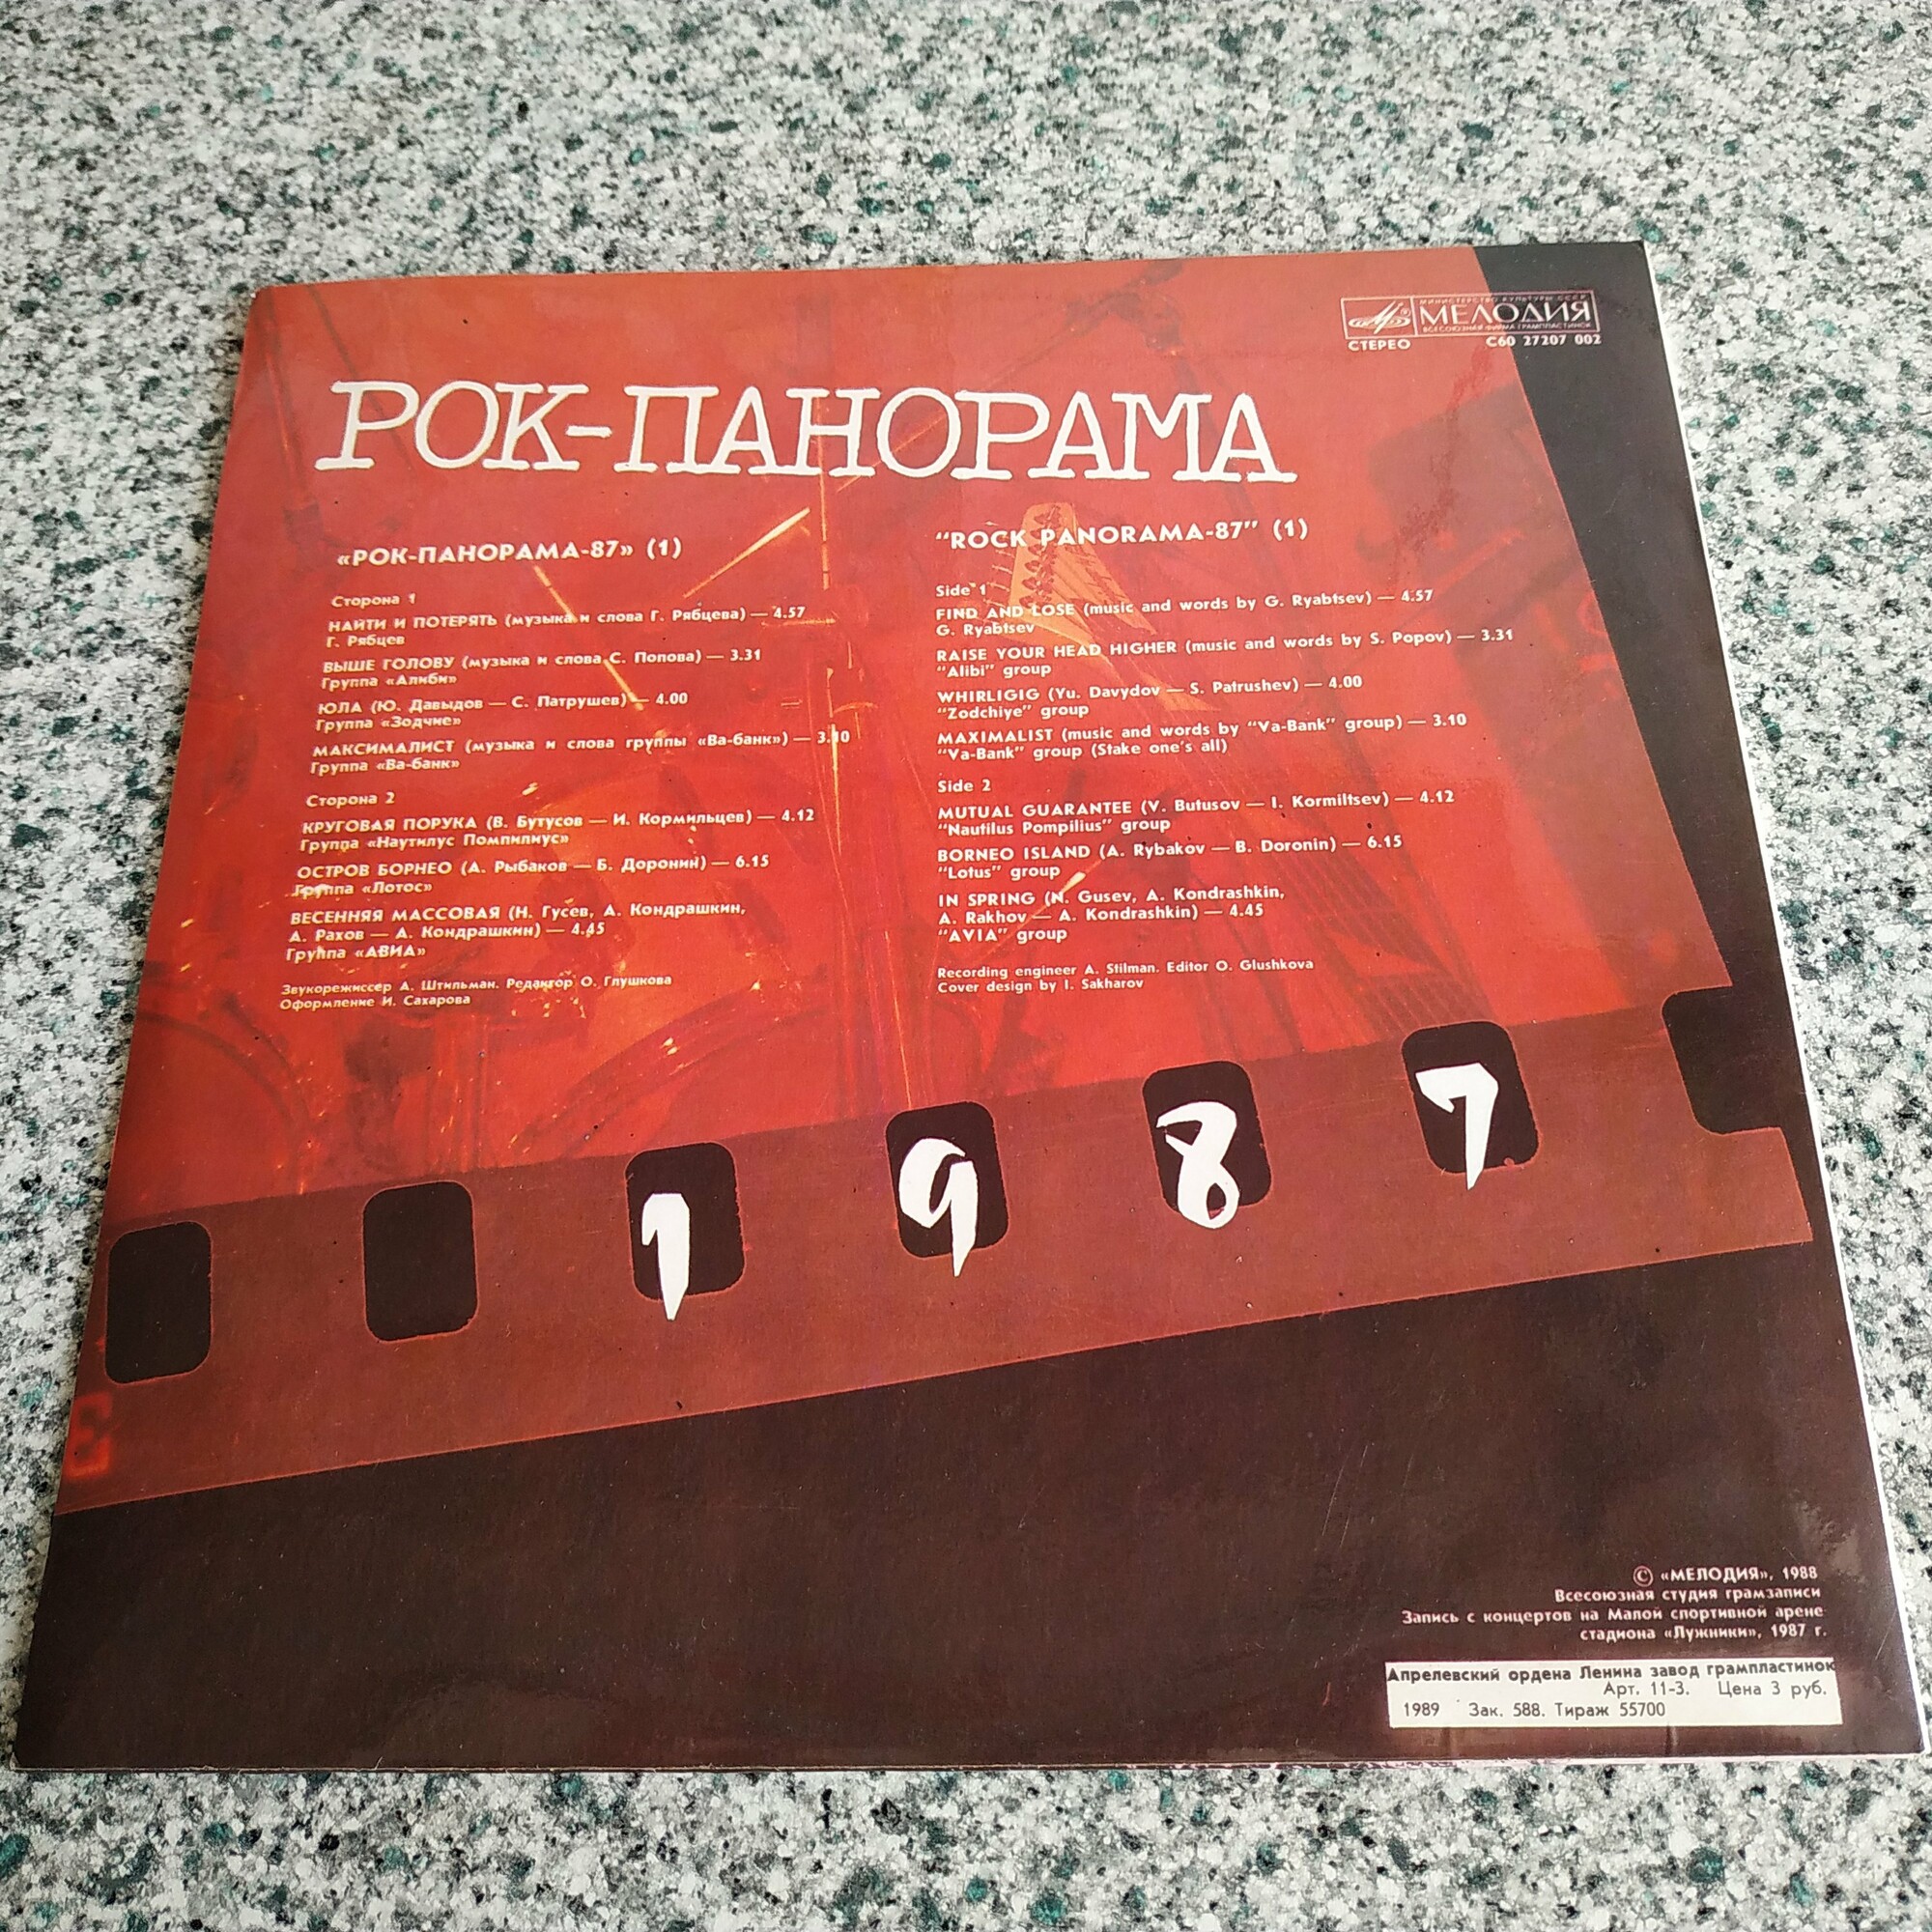 МИНИСТЕРСТВО КУЛЬТУРЫ СССР
МЕЛОДИЯ
ВСЕСОЮЗНАЯ ФИРМА ГРАМПЛАСТИНОК
СТЕРЕО С60 27207 002
РОК-ПАНОРАМА
«РОК-ПАНОРАМА-87» (1)
Сторона 1
НАЙТИ И ПОТЕРЯТЬ (музыка и слова Г. Рябцева) — 4.57
Г. Рябцев
ВЫШЕ ГОЛОВУ (музыка и слова С. Попова) — 3.31
Группа «Алиби»
ЮЛА (Ю. Давыдов — С. Патрушев) — 4.00
Группа «Зодчие»
МАКСИМАЛИСТ (музыка и слова группы «Ва-банк») — 3.10
Группа «Ва-банк»
Сторона 2
КРУГОВАЯ ПОРУКА (В. Бутусов — И. Кормильцев) — 4.12
Группа «Наутилус Помпилиус»
ОСТРОВ БОРНЕО (А. Рыбаков — Б. Доронин) — 6.15
Группа «Лотос»
ВЕСЕННЯЯ МАССОВАЯ (Н. Гусев, А. Кондрашкин,
А. Рахов — А. Кондрашкин) — 4.45
Группа «АВИА»
Звукорежиссер А. Штильман. Редактор О. Глушкова
Оформление И. Сахарова
“ROCK PANORAMA-87” (1)
Side 1
FIND AND LOSE (music and words by G. Ryabtsev) — 4.57
G. Ryabtsev
RAISE YOUR HEAD HIGHER (music and words by S. Popov) — 3.31
“Alibi” group
WHIRLIGIG (Yu. Davydov — S. Patrushev) — 4.00
“Zodchiye” group
MAXIMALIST (music and words by “Va-Bank” group) — 3.10
“Va-Bank” group (Stake one's all)
Side 2
MUTUAL GUARANTEE (V. Butusov — I. Kormiltsev) — 4.12
“Nautilus Pompilius” group
BORNEO ISLAND (A. Rybakov — B. Doronin) — 6.15
“Lotus” group
IN SPRING (N. Gusev, A. Kondrashkin,
A. Rakhov — A. Kondrashkin) — 4.45
“AVIA” group
Recording engineer A. Stilman. Editor O. Glushkova
Cover design by I. Sakharov
1 9 8 7
© «МЕЛОДИЯ», 1988
Всесоюзная студия грамзаписи
Запись с концертов на Малой спортивной арене
стадиона «Лужники», 1987 г.
Апрелевский ордена Ленина завод грампластинок
Арт. 11-3. Цена 3 руб.
1989 Зак. 588. Тираж 55700